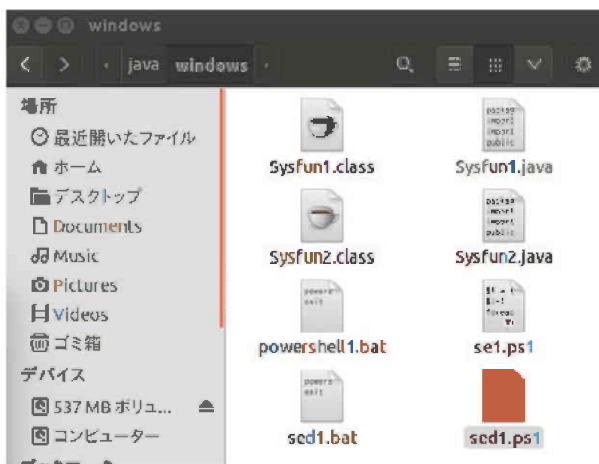 windows
java windows
場所
最近開いたファイル
ホーム
デスクトップ
Documents
Music
Pictures
Videos
ゴミ箱
デバイス
537 MB ボリュ...
コンピューター
Sysfun1.class
Sysfun1.java
Sysfun2.class
Sysfun2.java
powershell1.bat
se1.ps1
sed1.bat
sed1.ps1